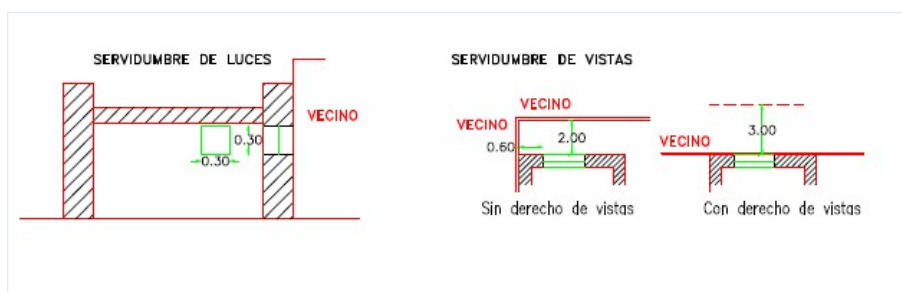 SERVIDUMBRE DE LUCES
VECINO
0.30
0.30
SERVIDUMBRE DE VISTAS
VECINO
VECINO
0.60
2.00
Sin derecho de vistas
VECINO
3.00
Con derecho de vistas